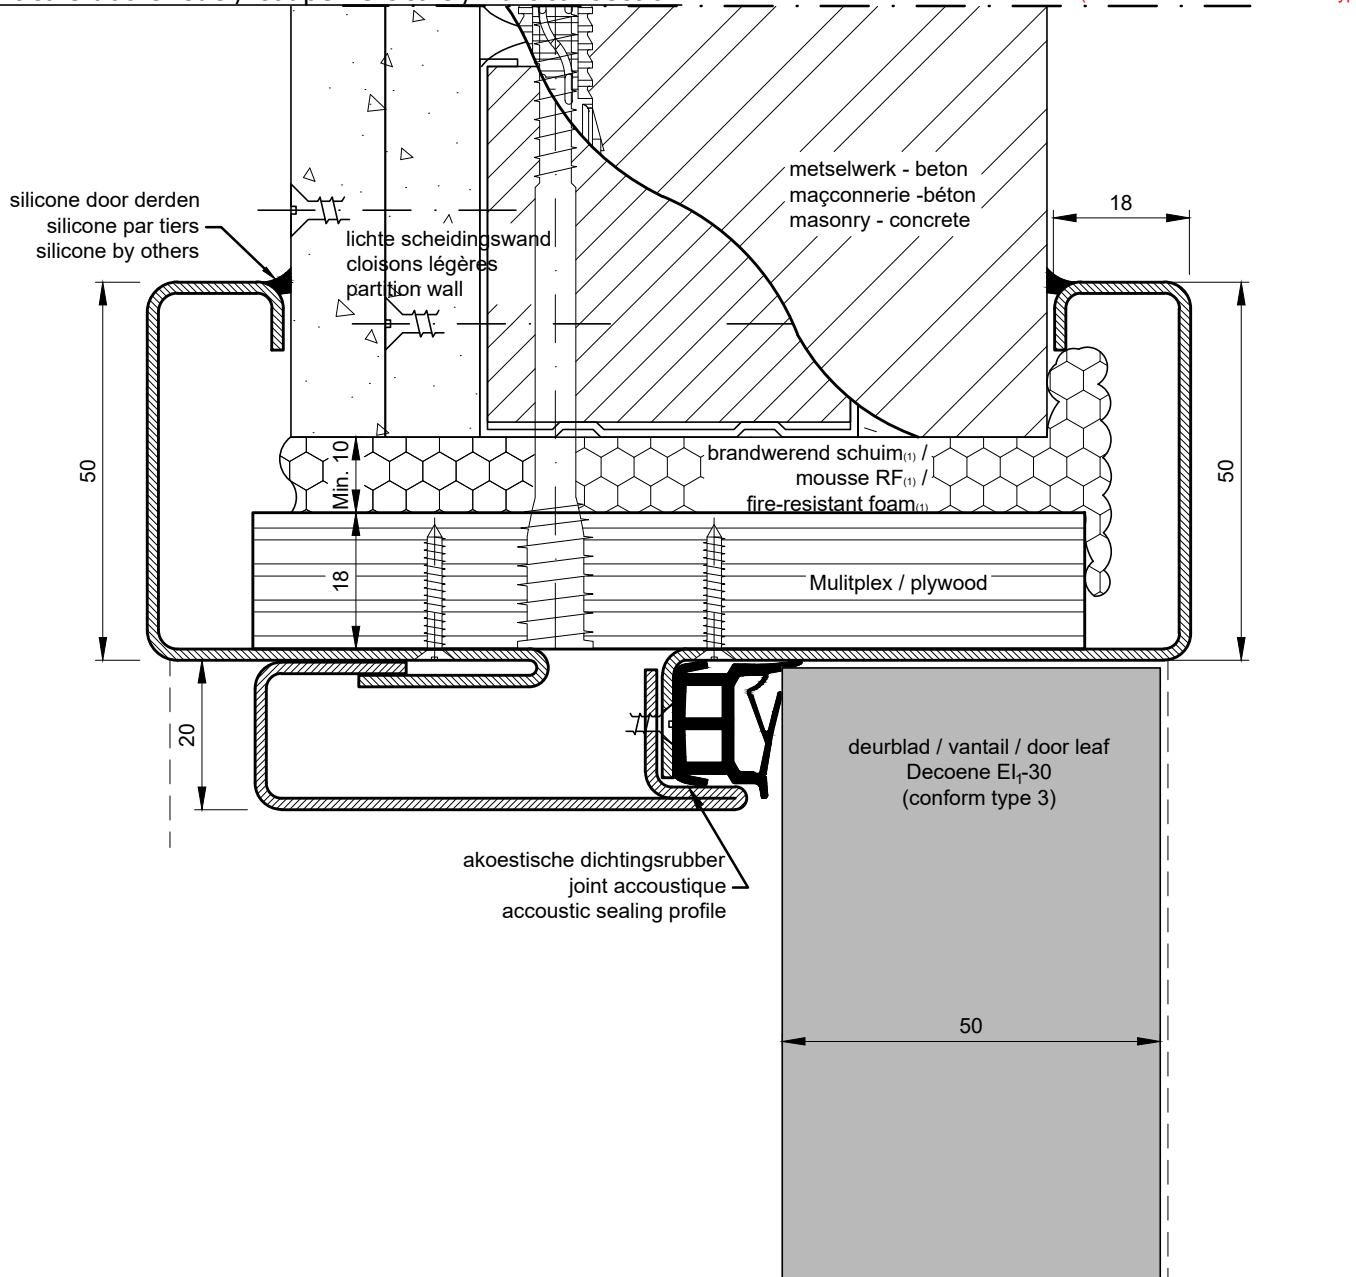 metselwerk - beton
maçconnerie -béton
masonry - concrete
18
silicone door derden
silicone par tiers
silicone by others
lichte scheidingswand
cloisons légères
partition wall
50
Min. 10
brandwerend schuim(1) /
mousse RF(1) /
fire-resistant foam(1)
50
18
Mulitplex / plywood
20
deurblad / vantail / door leaf
Decoene EI1-30
(conform type 3)
akoestische dichtingsrubber
joint accoustique
accoustic sealing profile
50